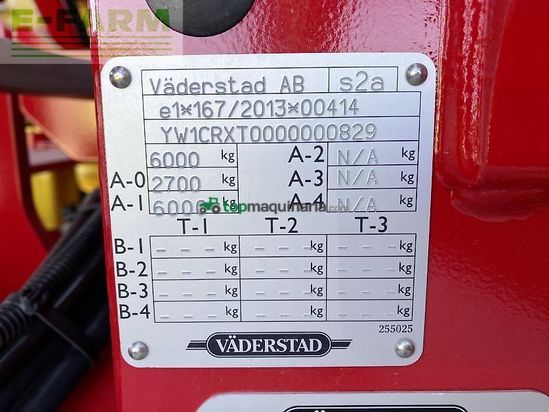 E-FARM
Väderstad AB s2a
e1*167/2013*00414
YW1CRXT0000000829
6000 kg A-2 N/A kg
A-0 2700 kg A-3 N/A kg
A-1 6000 kg A-4 N/A kg
topmaquinaria.com
T-1 T-2 T-3
B-1 --- kg --- kg --- kg
B-2 --- kg --- kg --- kg
B-3 --- kg --- kg --- kg
B-4 --- kg --- kg --- kg
VÄDERSTAD 255025